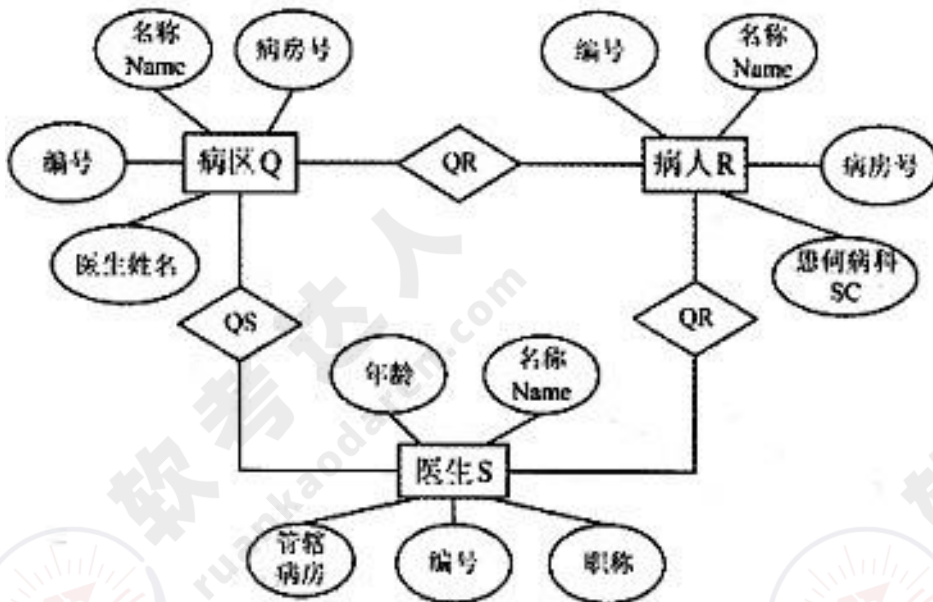 名称
Name
病房号
编号
名称
Name
编号
病区Q
QR
病人R
病房号
医生姓名
患何病科
SC
QS
QR
年龄
名称
Name
医生S
管辖
病房
编号
职称
软考达人
ruankaodaren.com